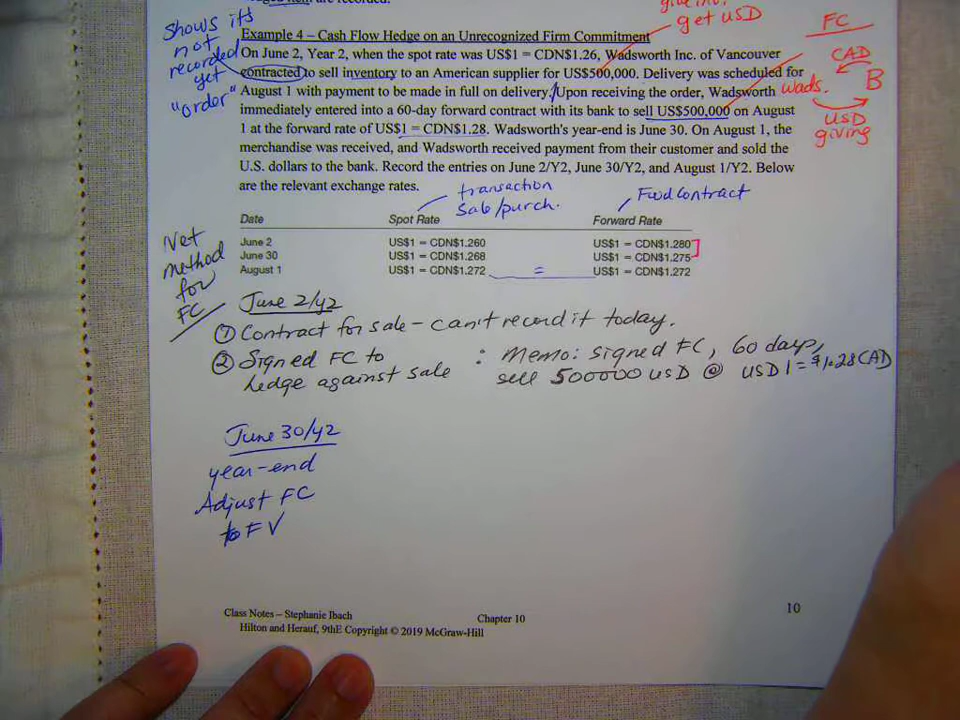 give inv.
get USD
FC
Shows its
not
recorded
yet
"order"
CAD
Wads.
B
USD
giving
Example 4 – Cash Flow Hedge on an Unrecognized Firm Commitment
On June 2, Year 2, when the spot rate was US$1 = CDN$1.26, Wadsworth Inc. of Vancouver
contracted to sell inventory to an American supplier for US$500,000. Delivery was scheduled for
August 1 with payment to be made in full on delivery. Upon receiving the order, Wadsworth
immediately entered into a 60-day forward contract with its bank to sell US$500,000 on August
1 at the forward rate of US$1 = CDN$1.28. Wadsworth's year-end is June 30. On August 1, the
merchandise was received, and Wadsworth received payment from their customer and sold the
U.S. dollars to the bank. Record the entries on June 2/Y2, June 30/Y2, and August 1/Y2. Below
are the relevant exchange rates.
transaction
Sale/purch.
Fwd Contract
Date Spot Rate Forward Rate
June 2 US$1 = CDN$1.260 US$1 = CDN$1.280
June 30 US$1 = CDN$1.268 US$1 = CDN$1.275
August 1 US$1 = CDN$1.272 = US$1 = CDN$1.272
Net
method
for
FC
June 2/Y2
① Contract for sale – can't record it today.
② Signed FC to : Memo: signed FC, 60 days,
hedge against sale sell 500000 USD @ USD 1 = $1.28 CAD
June 30/Y2
year-end
Adjust FC
to FV
Class Notes – Stephanie Ibach Chapter 10 10
Hilton and Herauf, 9thE Copyright © 2019 McGraw-Hill